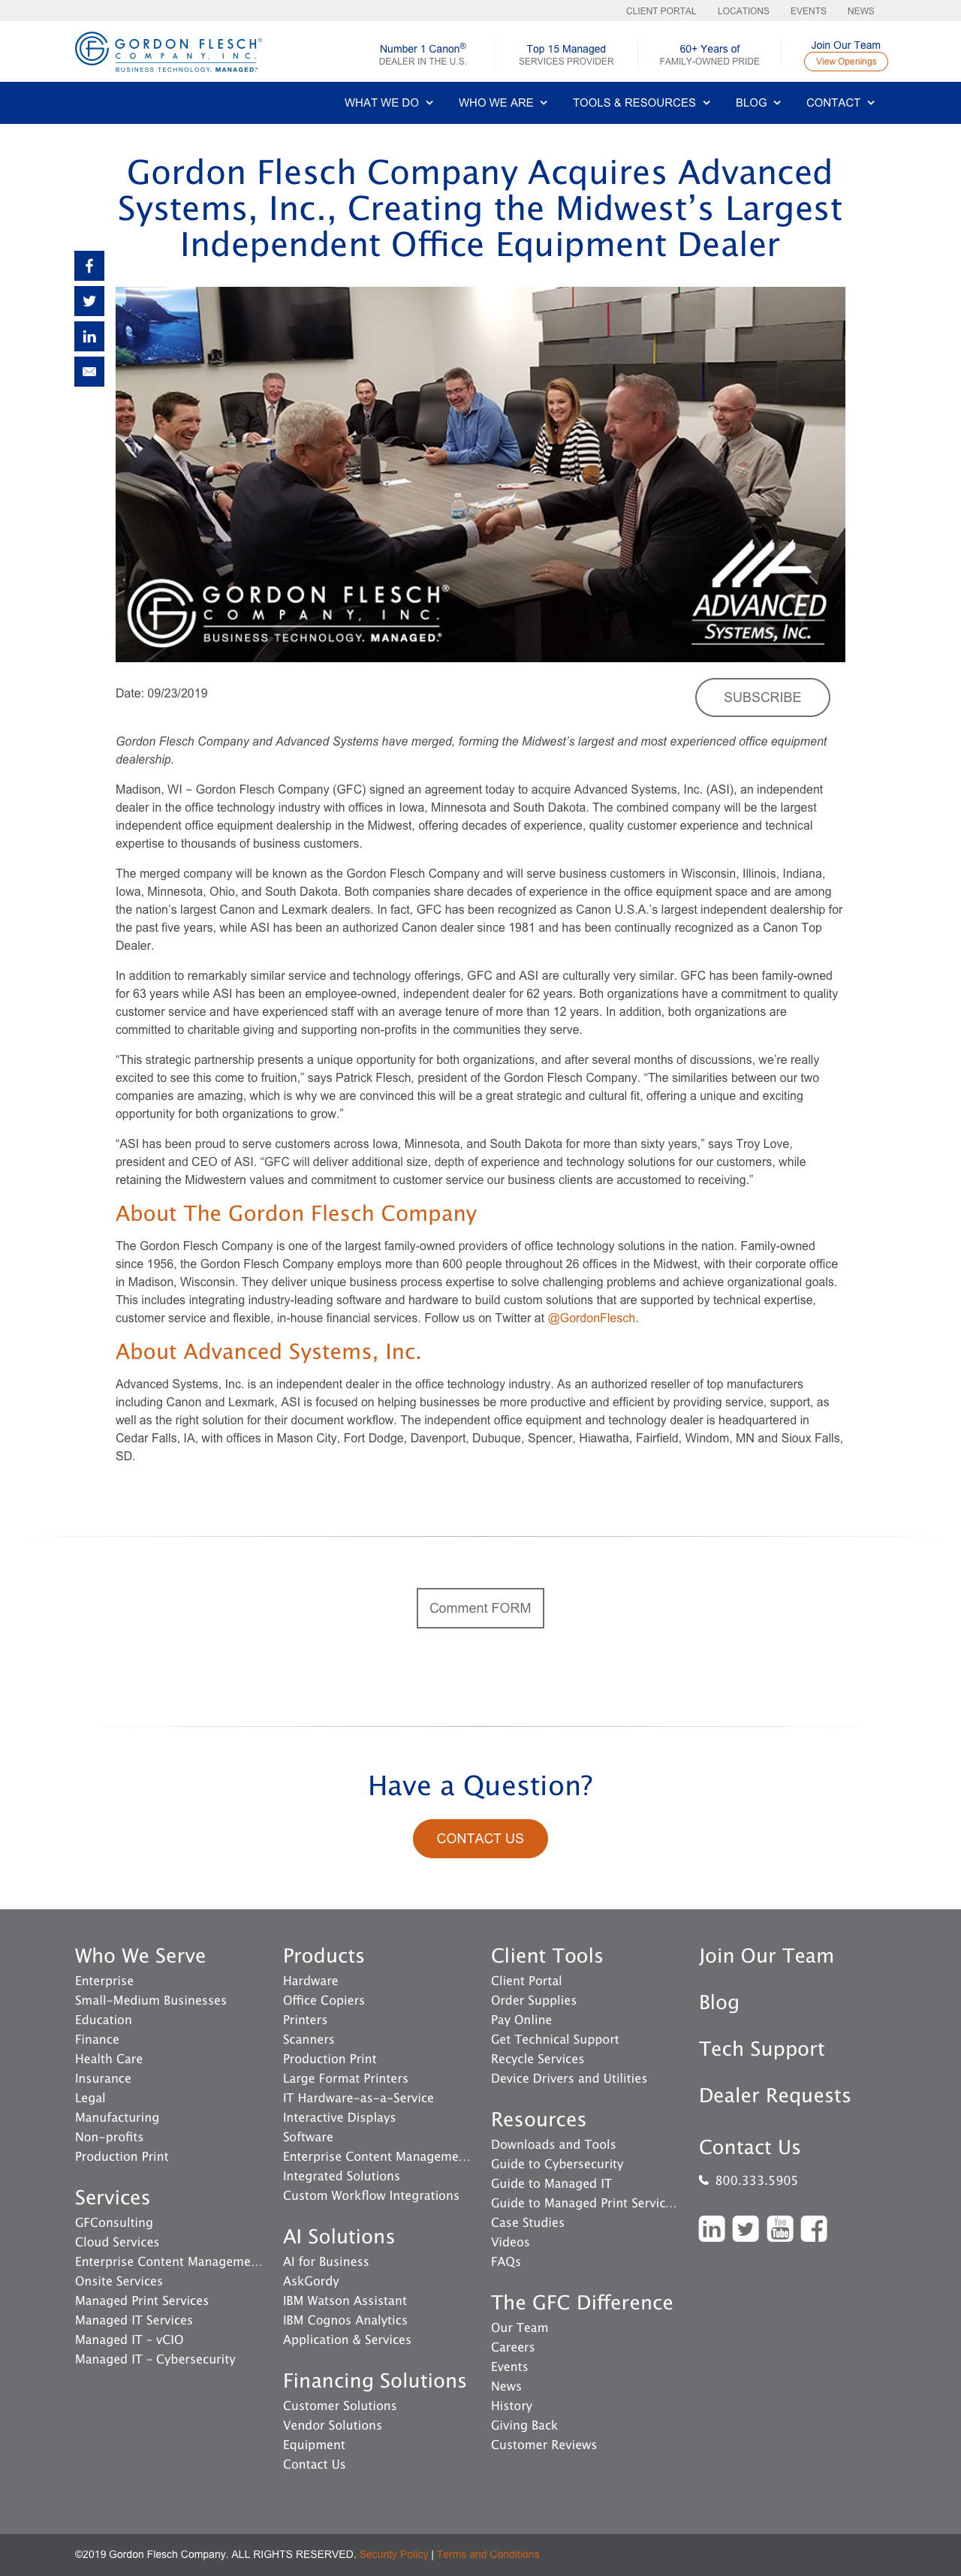 CLIENT PORTAL LOCATIONS EVENTS NEWS
GORDON FLESCH®
COMPANY, INC.
BUSINESS TECHNOLOGY. MANAGED.™
Number 1 Canon®
DEALER IN THE U.S.
Top 15 Managed
SERVICES PROVIDER
60+ Years of
FAMILY-OWNED PRIDE
Join Our Team
View Openings
WHAT WE DO WHO WE ARE TOOLS & RESOURCES BLOG CONTACT
Gordon Flesch Company Acquires Advanced
Systems, Inc., Creating the Midwest’s Largest
Independent Office Equipment Dealer
GORDON FLESCH®
COMPANY, INC.
BUSINESS TECHNOLOGY. MANAGED.®
ADVANCED
Systems, Inc.
Date: 09/23/2019
SUBSCRIBE
Gordon Flesch Company and Advanced Systems have merged, forming the Midwest’s largest and most experienced office equipment
dealership.
Madison, WI – Gordon Flesch Company (GFC) signed an agreement today to acquire Advanced Systems, Inc. (ASI), an independent
dealer in the office technology industry with offices in Iowa, Minnesota and South Dakota. The combined company will be the largest
independent office equipment dealership in the Midwest, offering decades of experience, quality customer experience and technical
expertise to thousands of business customers.
The merged company will be known as the Gordon Flesch Company and will serve business customers in Wisconsin, Illinois, Indiana,
Iowa, Minnesota, Ohio, and South Dakota. Both companies share decades of experience in the office equipment space and are among
the nation’s largest Canon and Lexmark dealers. In fact, GFC has been recognized as Canon U.S.A.’s largest independent dealership for
the past five years, while ASI has been an authorized Canon dealer since 1981 and has been continually recognized as a Canon Top
Dealer.
In addition to remarkably similar service and technology offerings, GFC and ASI are culturally very similar. GFC has been family-owned
for 63 years while ASI has been an employee-owned, independent dealer for 62 years. Both organizations have a commitment to quality
customer service and have experienced staff with an average tenure of more than 12 years. In addition, both organizations are
committed to charitable giving and supporting non-profits in the communities they serve.
“This strategic partnership presents a unique opportunity for both organizations, and after several months of discussions, we’re really
excited to see this come to fruition,” says Patrick Flesch, president of the Gordon Flesch Company. “The similarities between our two
companies are amazing, which is why we are convinced this will be a great strategic and cultural fit, offering a unique and exciting
opportunity for both organizations to grow.”
“ASI has been proud to serve customers across Iowa, Minnesota, and South Dakota for more than sixty years,” says Troy Love,
president and CEO of ASI. “GFC will deliver additional size, depth of experience and technology solutions for our customers, while
retaining the Midwestern values and commitment to customer service our business clients are accustomed to receiving.”
About The Gordon Flesch Company
The Gordon Flesch Company is one of the largest family-owned providers of office technology solutions in the nation. Family-owned
since 1956, the Gordon Flesch Company employs more than 600 people throughout 26 offices in the Midwest, with their corporate office
in Madison, Wisconsin. They deliver unique business process expertise to solve challenging problems and achieve organizational goals.
This includes integrating industry-leading software and hardware to build custom solutions that are supported by technical expertise,
customer service and flexible, in-house financial services. Follow us on Twitter at @GordonFlesch.
About Advanced Systems, Inc.
Advanced Systems, Inc. is an independent dealer in the office technology industry. As an authorized reseller of top manufacturers
including Canon and Lexmark, ASI is focused on helping businesses be more productive and efficient by providing service, support, as
well as the right solution for their document workflow. The independent office equipment and technology dealer is headquartered in
Cedar Falls, IA, with offices in Mason City, Fort Dodge, Davenport, Dubuque, Spencer, Hiawatha, Fairfield, Windom, MN and Sioux Falls,
SD.
Comment FORM
Have a Question?
CONTACT US
Who We Serve
Enterprise
Small-Medium Businesses
Education
Finance
Health Care
Insurance
Legal
Manufacturing
Non-profits
Production Print
Services
GFConsulting
Cloud Services
Enterprise Content Manageme...
Onsite Services
Managed Print Services
Managed IT Services
Managed IT - vCIO
Managed IT - Cybersecurity
Products
Hardware
Office Copiers
Printers
Scanners
Production Print
Large Format Printers
IT Hardware-as-a-Service
Interactive Displays
Software
Enterprise Content Manageme...
Integrated Solutions
Custom Workflow Integrations
AI Solutions
AI for Business
AskGordy
IBM Watson Assistant
IBM Cognos Analytics
Application & Services
Financing Solutions
Customer Solutions
Vendor Solutions
Equipment
Contact Us
Client Tools
Client Portal
Order Supplies
Pay Online
Get Technical Support
Recycle Services
Device Drivers and Utilities
Resources
Downloads and Tools
Guide to Cybersecurity
Guide to Managed IT
Guide to Managed Print Servic...
Case Studies
Videos
FAQs
The GFC Difference
Our Team
Careers
Events
News
History
Giving Back
Customer Reviews
Join Our Team
Blog
Tech Support
Dealer Requests
Contact Us
800.333.5905
You Tube
©2019 Gordon Flesch Company. ALL RIGHTS RESERVED. Security Policy | Terms and Conditions